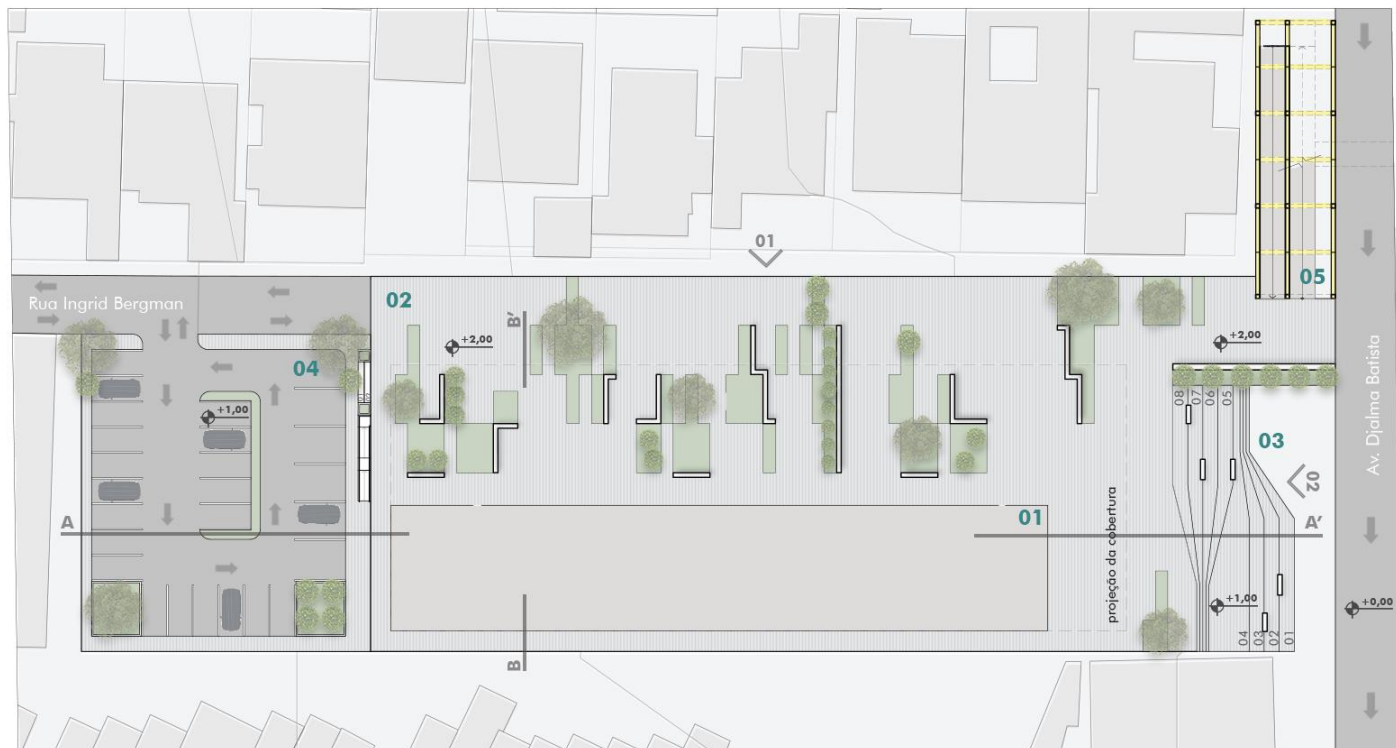 01
05
02
Rua Ingrid Bergman
B'
+2,00
+2,00
04
+1,00
08
07
06
05
03
02
Av. Djalma Batista
A
01
A'
projeção da cobertura
+1,00
+0,00
B
04
03
02
01